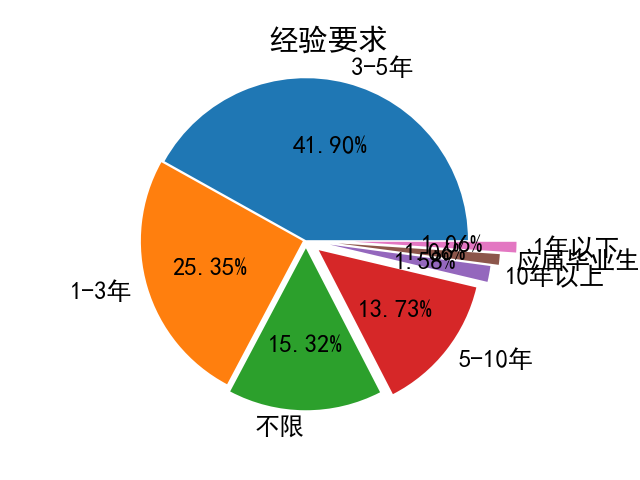 经验要求
3-5年
41.90%
1-3年
25.35%
不限
15.32%
5-10年
13.73%
10年以上
1.58%
应届毕业生
1.06%
1年以下
1.06%